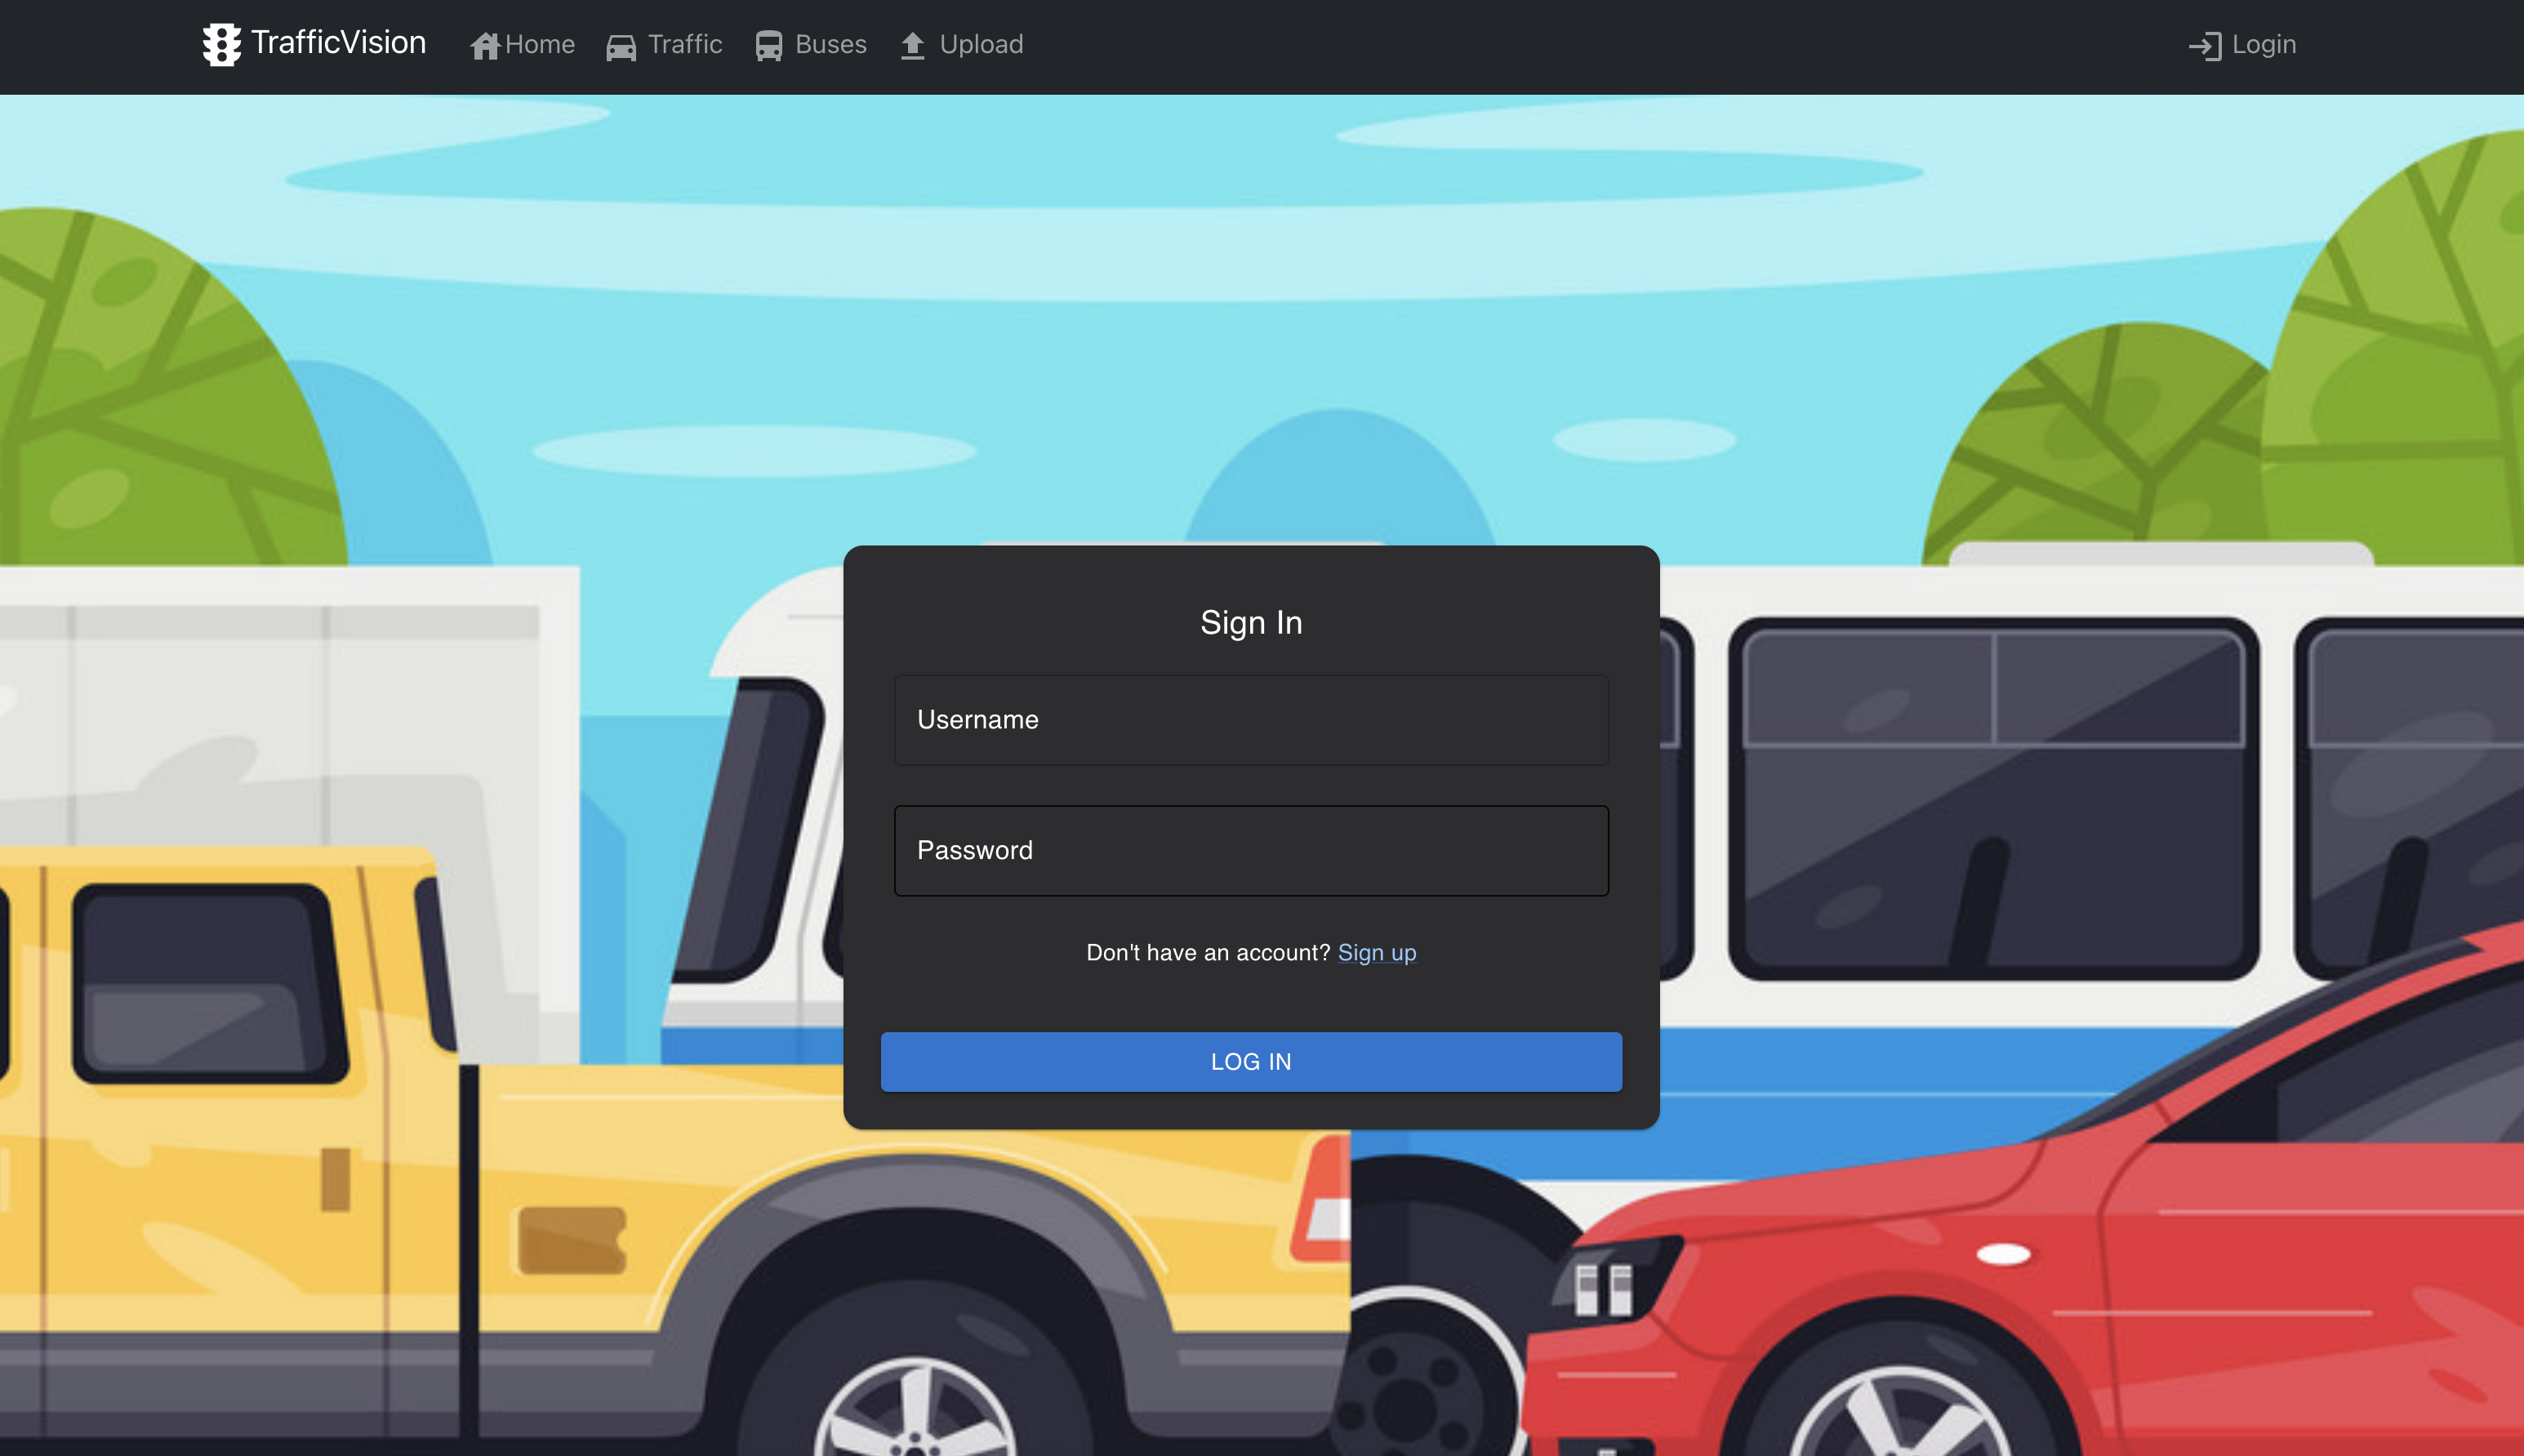 TrafficVision Home Traffic Buses Upload Login
Sign In
Username
Password
Don't have an account? Sign up
LOG IN